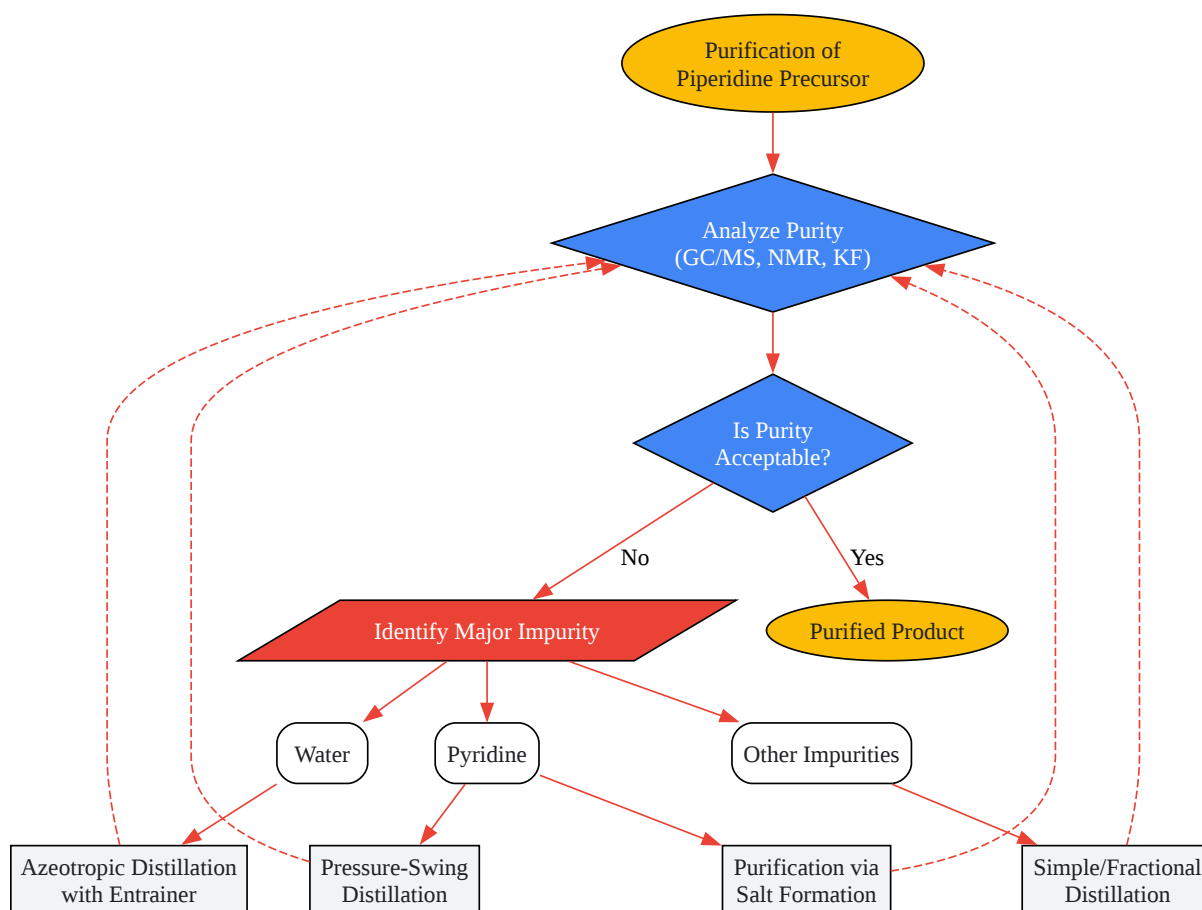 Purification of
Piperidine Precursor
Analyze Purity
(GC/MS, NMR, KF)
Is Purity
Acceptable?
No
Yes
Identify Major Impurity
Purified Product
Water
Pyridine
Other Impurities
Azeotropic Distillation
with Entrainer
Pressure-Swing
Distillation
Purification via
Salt Formation
Simple/Fractional
Distillation